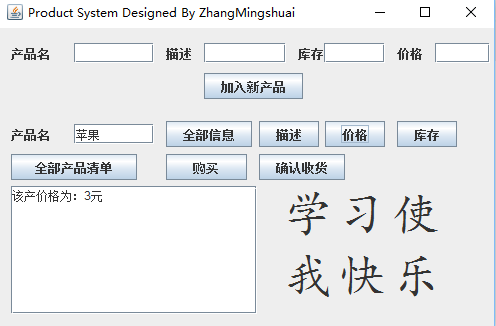 Product System Designed By ZhangMingshuai
产品名 描述 库存 价格
加入新产品
产品名 苹果 全部信息 描述 价格 库存
全部产品清单 购买 确认收货
该产价格为：3元
学习使
我快乐